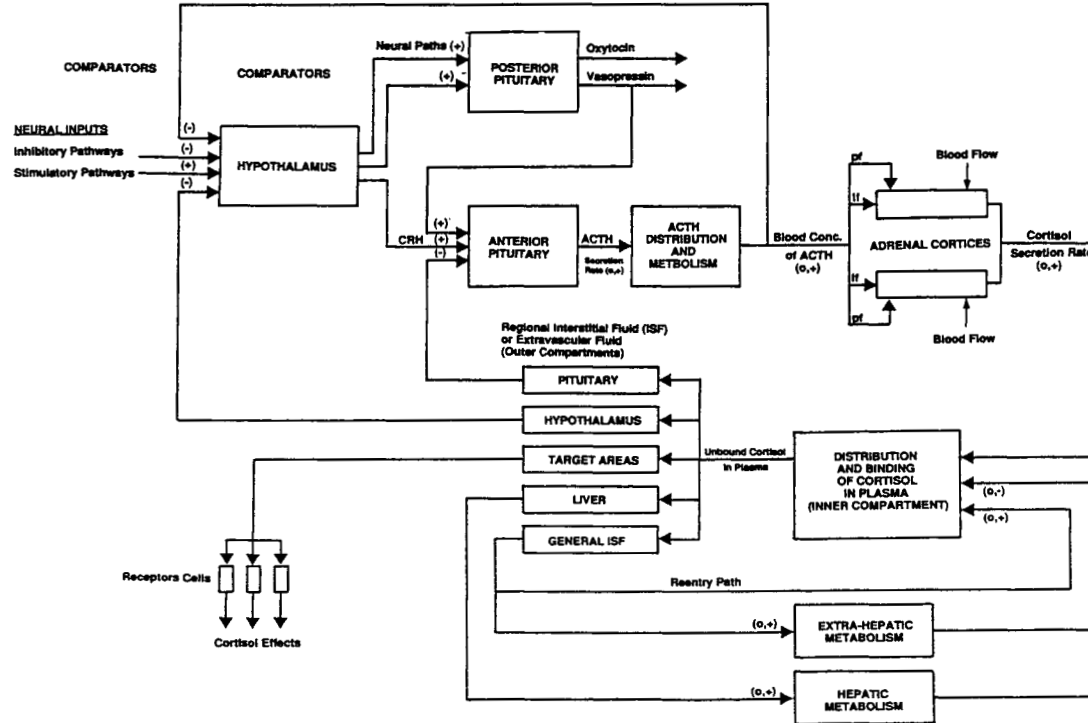 Neural Paths (+)
(+)
POSTERIOR
PITUITARY
Oxytocin
Vasopressin
COMPARATORS
COMPARATORS
NEURAL INPUTS
Inhibitory Pathways
Stimulatory Pathways
(-)
(-)
(+)
(-)
HYPOTHALAMUS
CRH
(+)
(+)
(-)
ANTERIOR
PITUITARY
ACTH
Secretion
Rate (o,+)
ACTH
DISTRIBUTION
AND
METBOLISM
Blood Conc.
of ACTH
(o,+)
pf
lf
lf
pf
Blood Flow
ADRENAL CORTICES
Blood Flow
Cortisol
Secretion Rate
(o,+)
Regional Interstitial Fluid (ISF)
or Extravascular Fluid
(Outer Compartments)
PITUITARY
HYPOTHALAMUS
TARGET AREAS
LIVER
GENERAL ISF
Unbound Cortisol
In Plasma
DISTRIBUTION
AND BINDING
OF CORTISOL
IN PLASMA
(INNER COMPARTMENT)
(o,-)
(o,+)
Receptors Cells
Cortisol Effects
Reentry Path
(o,+)
EXTRA-HEPATIC
METABOLISM
(o,+)
HEPATIC
METABOLISM